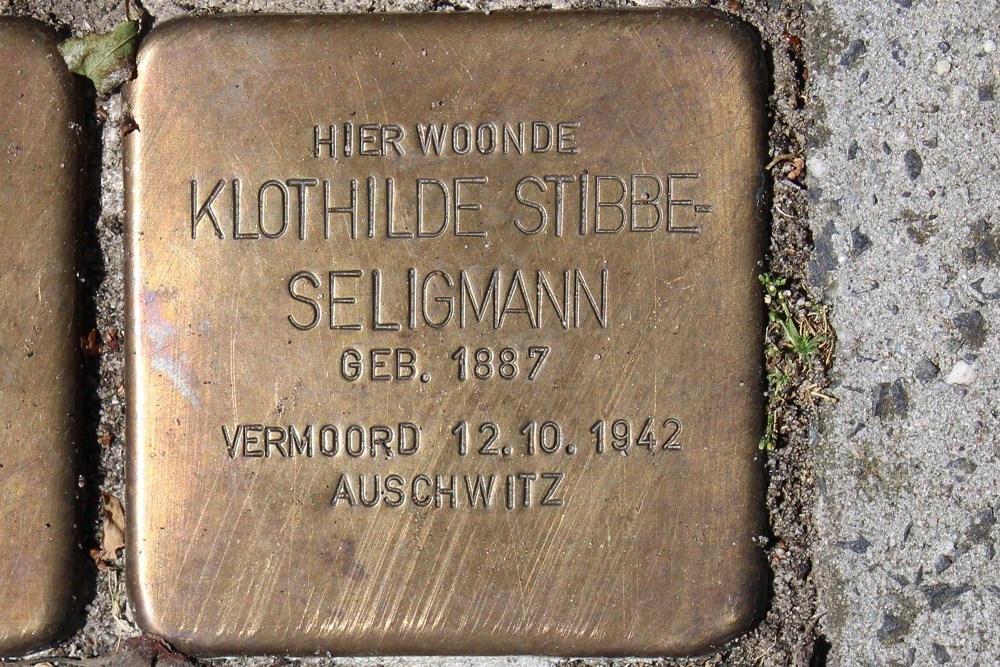 HIER WOONDE
KLOTHILDE STIBBE-
SELIGMANN
GEB. 1887
VERMOORD 12.10.1942
AUSCHWITZ